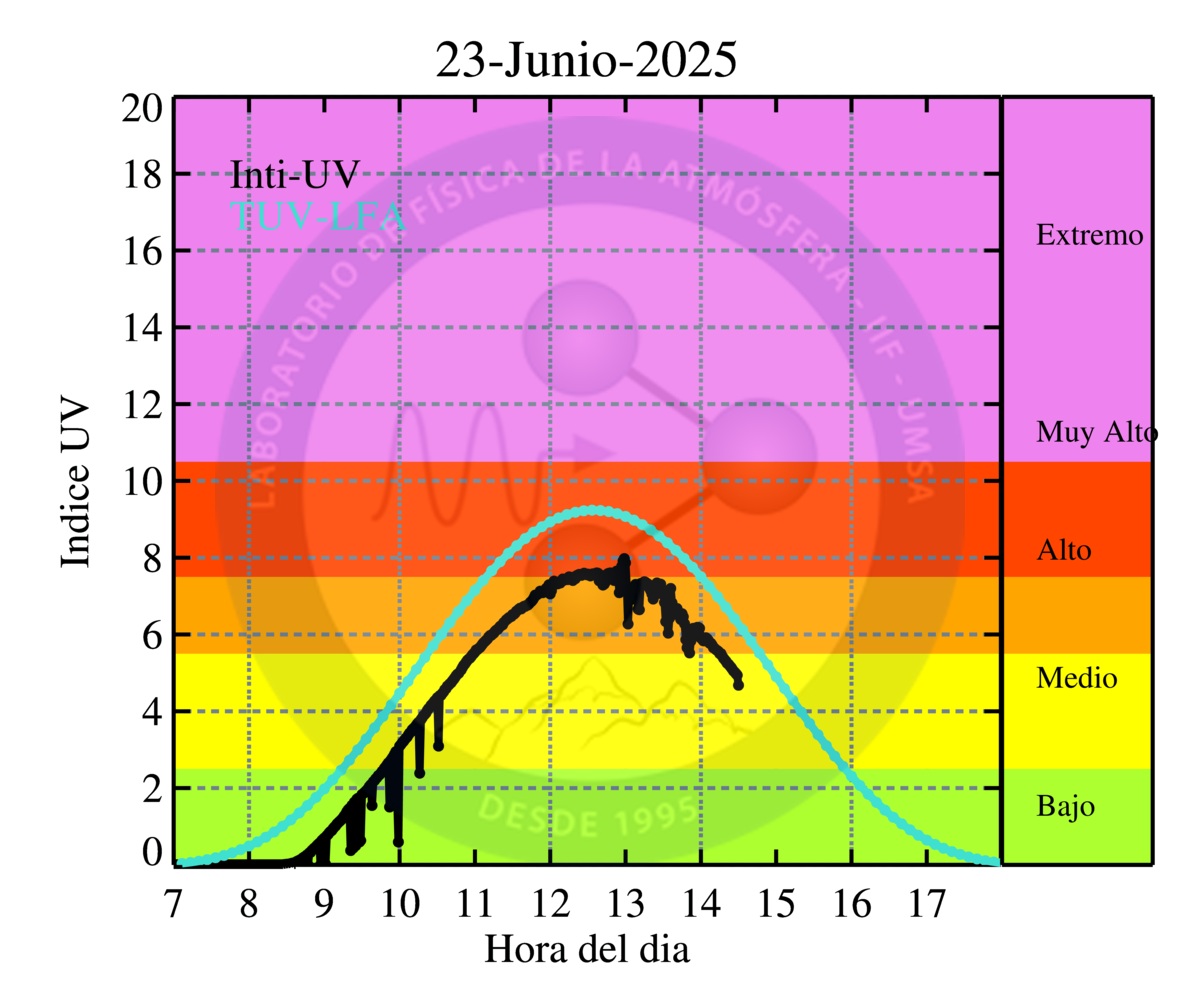 23-Junio-2025
Inti-UV
TUV-LFA
LABORATORIO DE FÍSICA DE LA ATMÓSFERA - IIF - UMSA
DESDE 1995
Indice UV
20
18
16
14
12
10
8
6
4
2
0
Extremo
Muy Alto
Alto
Medio
Bajo
7 8 9 10 11 12 13 14 15 16 17
Hora del dia